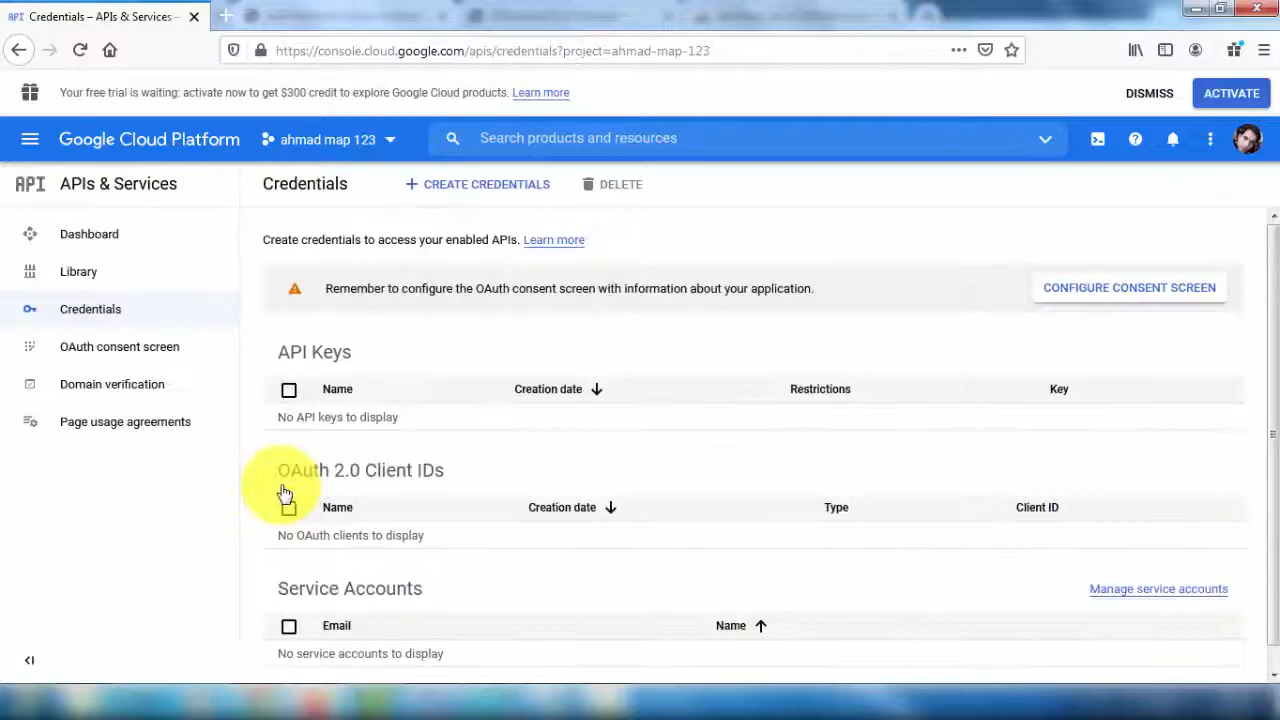 API Credentials – APIs & Services –
https://console.cloud.google.com/apis/credentials?project=ahmad-map-123
Your free trial is waiting: activate now to get $300 credit to explore Google Cloud products. Learn more
DISMISS
ACTIVATE
Google Cloud Platform
ahmad map 123
Search products and resources
API APIs & Services
Credentials
+ CREATE CREDENTIALS
DELETE
Dashboard
Library
Credentials
OAuth consent screen
Domain verification
Page usage agreements
Create credentials to access your enabled APIs. Learn more
Remember to configure the OAuth consent screen with information about your application.
CONFIGURE CONSENT SCREEN
API Keys
Name Creation date Restrictions Key
No API keys to display
OAuth 2.0 Client IDs
Name Creation date Type Client ID
No OAuth clients to display
Service Accounts
Manage service accounts
Email Name
No service accounts to display